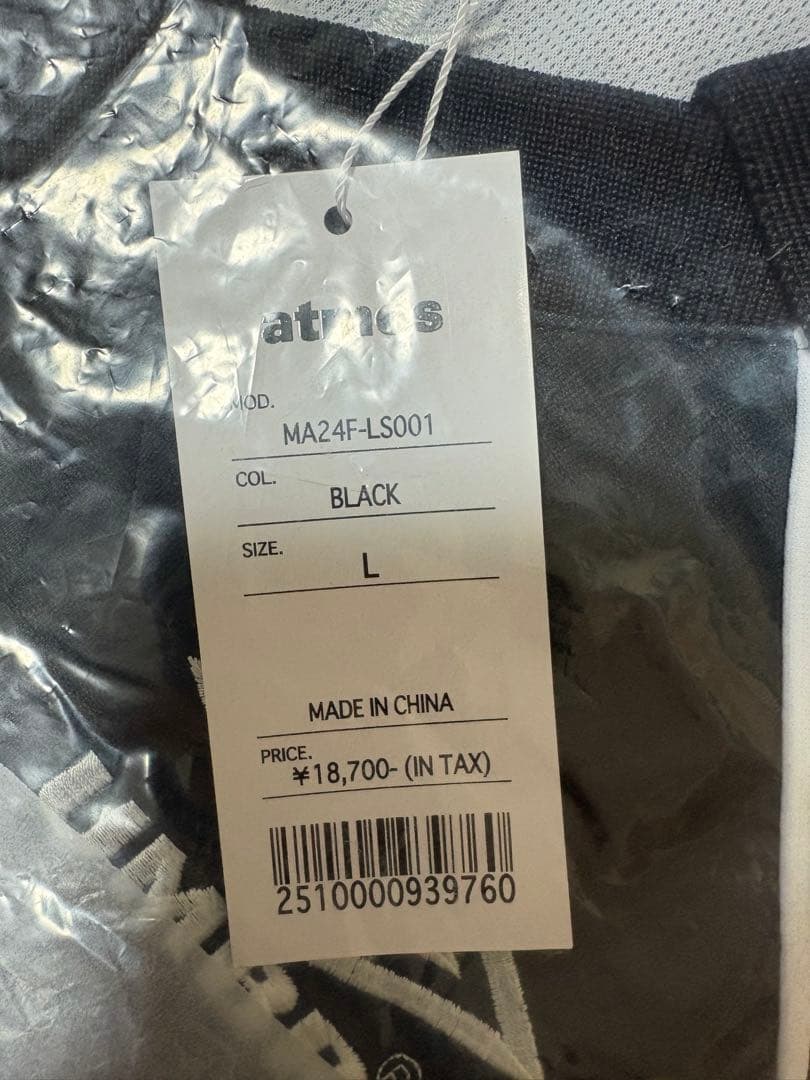 atmos
MOD.
MA24F-LS001
COL.
BLACK
SIZE.
L
MADE IN CHINA
PRICE.
¥18,700- (IN TAX)
2510000939760
®